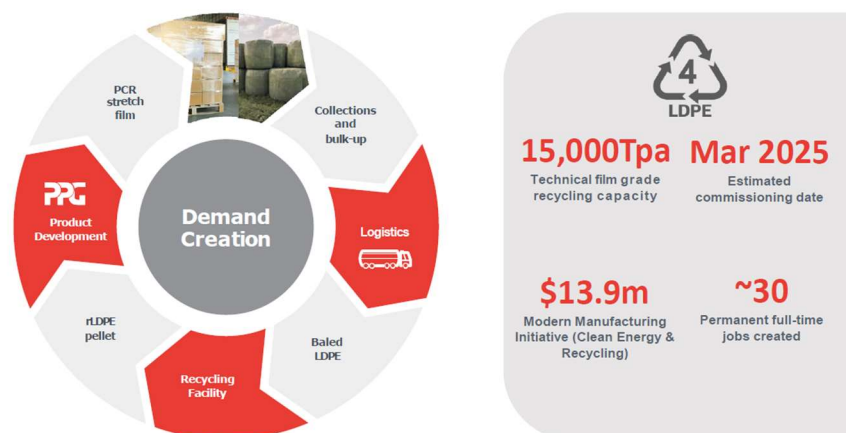 PCR
stretch
film
Collections
and
bulk-up
PPG
Product
Development
Demand
Creation
Logistics
rLDPE
pellet
Baled
LDPE
Recycling
Facility
4
LDPE
15,000Tpa
Technical film grade
recycling capacity
Mar 2025
Estimated
commissioning date
$13.9m
Modern Manufacturing
Initiative (Clean Energy &
Recycling)
~30
Permanent full-time
jobs created